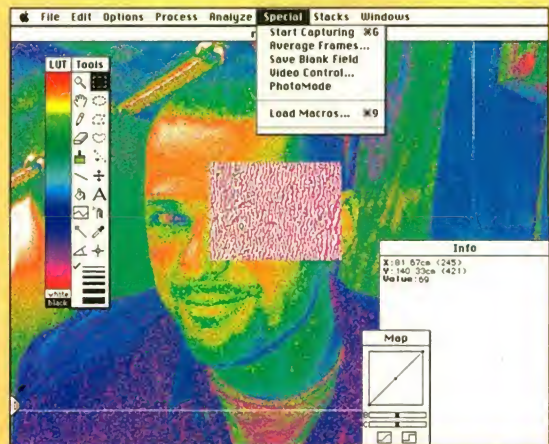 File Edit Options Process Analyze Special Stacks Windows
Start Capturing ⌘G
Average Frames...
Save Blank Field
Video Control...
PhotoMode
Load Macros... ⌘9
LUT Tools
A
white
black
Info
X:81.67cm (245)
Y:140.33cm (421)
Value:69
Map
B
C